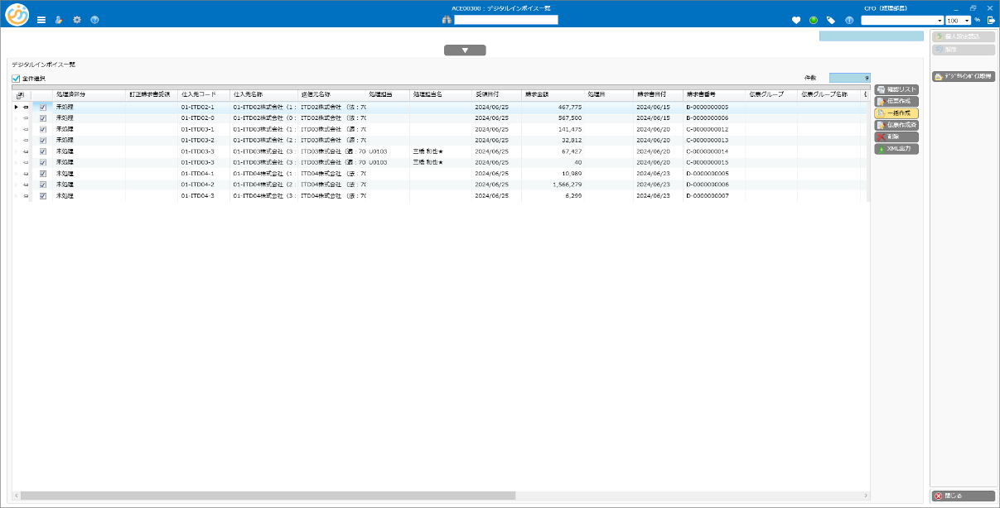 ACE00300：デジタルインボイス一覧
CFO（経理部長）
100 %
個人設定読込
解除
デジタルインボイス取得
デジタルインボイス一覧
全件選択
件数 9
処理済区分 訂正請求書受領 仕入先コード 仕入先名称 送信元名称 処理担当 処理担当名 受領日付 請求金額 処理日 請求書日付 請求書番号 伝票グループ 伝票グループ名称
未処理 01-ITD02-1 01-ITD02株式会社（1： ITD02株式会社 （法：70 2024/06/25 467,775 2024/06/15 B-0000000005
未処理 01-ITD02-0 01-ITD02株式会社（0： ITD02株式会社 （法：70 2024/06/25 567,500 2024/06/15 B-0000000006
未処理 01-ITD03-1 01-ITD03株式会社（1： ITD03株式会社（適：70 2024/06/25 141,475 2024/06/20 C-0000000012
未処理 01-ITD03-2 01-ITD03株式会社（2： ITD03株式会社（適：70 2024/06/25 32,812 2024/06/20 C-0000000013
未処理 01-ITD03-3 01-ITD03株式会社（3： ITD03株式会社（適：70 U0103 三橋 和也★ 2024/06/25 67,427 2024/06/20 C-0000000014
未処理 01-ITD03-3 01-ITD03株式会社（3： ITD03株式会社（適：70 U0103 三橋 和也★ 2024/06/25 40 2024/06/20 C-0000000015
未処理 01-ITD04-1 01-ITD04株式会社（1： ITD04株式会社 （法：70 2024/06/25 10,989 2024/06/23 D-0000000005
未処理 01-ITD04-2 01-ITD04株式会社（2： ITD04株式会社 （法：70 2024/06/25 1,566,279 2024/06/23 D-0000000006
未処理 01-ITD04-3 01-ITD04株式会社（3： ITD04株式会社 （法：70 2024/06/25 6,299 2024/06/23 D-0000000007
確認リスト
伝票作成
一括作成
伝票作成済
削除
XML出力
閉じる